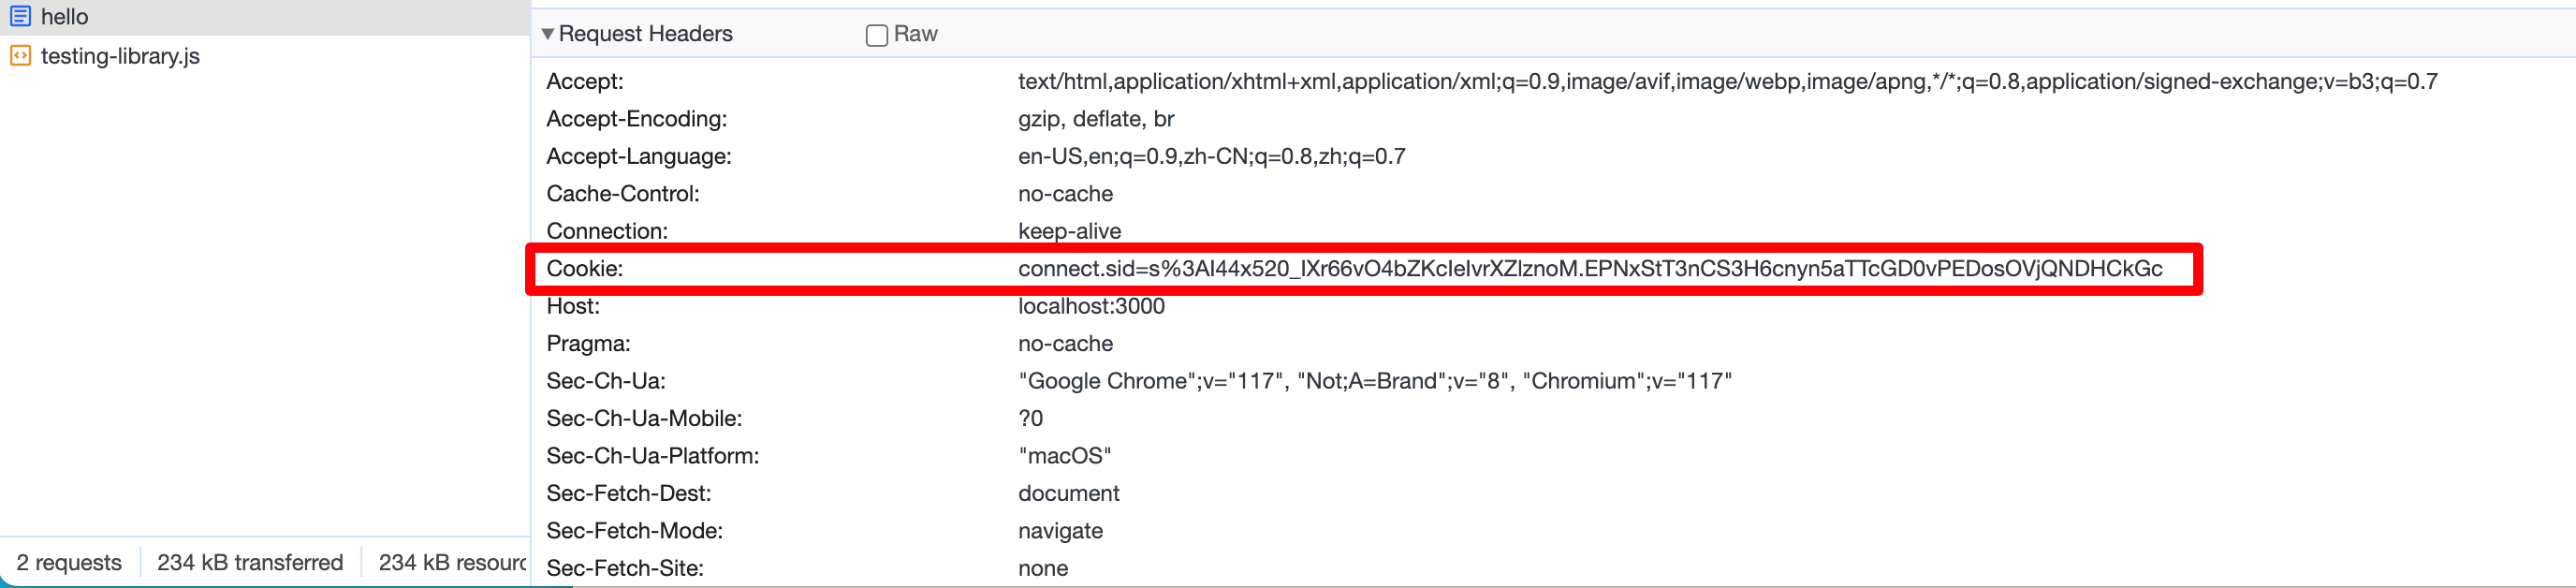 hello
testing-library.js
2 requests 234 kB transferred 234 kB resourc
Request Headers Raw
Accept: text/html,application/xhtml+xml,application/xml;q=0.9,image/avif,image/webp,image/apng,*/*;q=0.8,application/signed-exchange;v=b3;q=0.7
Accept-Encoding: gzip, deflate, br
Accept-Language: en-US,en;q=0.9,zh-CN;q=0.8,zh;q=0.7
Cache-Control: no-cache
Connection: keep-alive
Cookie: connect.sid=s%3AI44x520_IXr66vO4bZKcIeIvrXZlznoM.EPNxStT3nCS3H6cnyn5aTTcGD0vPEDosOVjQNDHCkGc
Host: localhost:3000
Pragma: no-cache
Sec-Ch-Ua: "Google Chrome";v="117", "Not;A=Brand";v="8", "Chromium";v="117"
Sec-Ch-Ua-Mobile: ?0
Sec-Ch-Ua-Platform: "macOS"
Sec-Fetch-Dest: document
Sec-Fetch-Mode: navigate
Sec-Fetch-Site: none